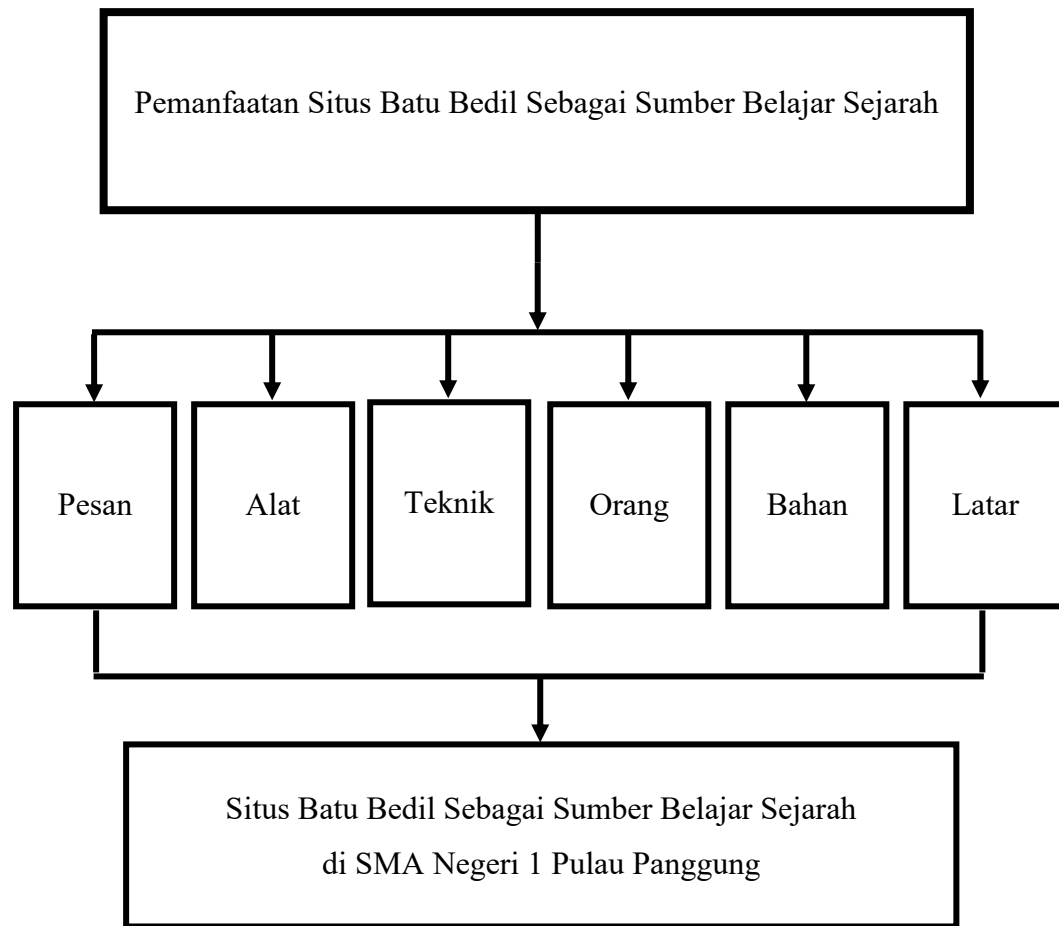 Pemanfaatan Situs Batu Bedil Sebagai Sumber Belajar Sejarah
Pesan
Alat
Teknik
Orang
Bahan
Latar
Situs Batu Bedil Sebagai Sumber Belajar Sejarah
di SMA Negeri 1 Pulau Panggung